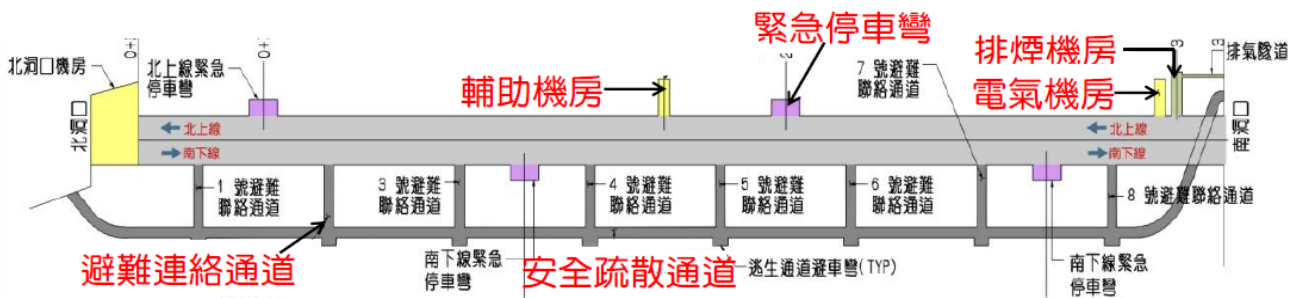 緊急停車彎
排煙機房
排氣隧道
北洞口機房
北上線緊急
停車彎
輔助機房
7 號避難
聯絡通道
電氣機房
北洞口
北上線
北上線
南洞口
南下線
南下線
1 號避難
聯絡通道
3 號避難
聯絡通道
4 號避難
聯絡通道
5 號避難
聯絡通道
6 號避難
聯絡通道
8 號避難聯絡通道
避難連絡通道
南下線緊急
停車彎
安全疏散通道
逃生通道避車彎(TYP)
南下線緊急
停車彎